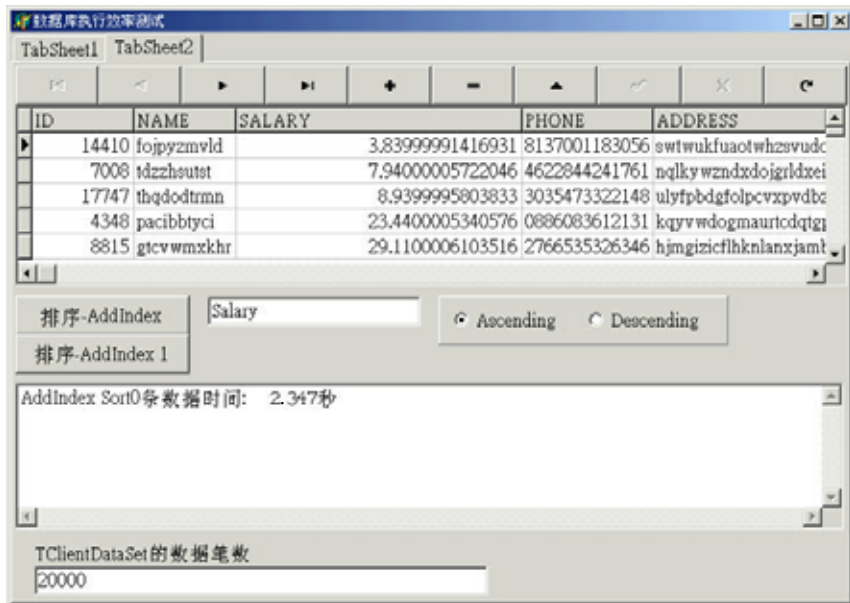 数据库执行效率测试
TabSheet1 TabSheet2
ID NAME SALARY PHONE ADDRESS
14410 fojpyzmvld 3.83999991416931 8137001183056 swtwukfuaotwhzsvudc
7008 tdzzhsutst 7.94000005722046 4622844241761 nqlkywzndxdojgrldxei
17747 thqdodtrmn 8.9399995803833 3035473322148 ulyfpbdgfolpcvxpvdbz
4348 pacibbtyci 23.4400005340576 0886083612131 kqyvwdogmaurtcdqtgp
8815 gtcvwmxkhr 29.1100006103516 2766535326346 hjmgizicflhknlanxjamt
排序-AddIndex Salary Ascending Descending
排序-AddIndex 1
AddIndex Sort0条数据时间: 2.347秒
TClientDataSet的数据笔数
20000